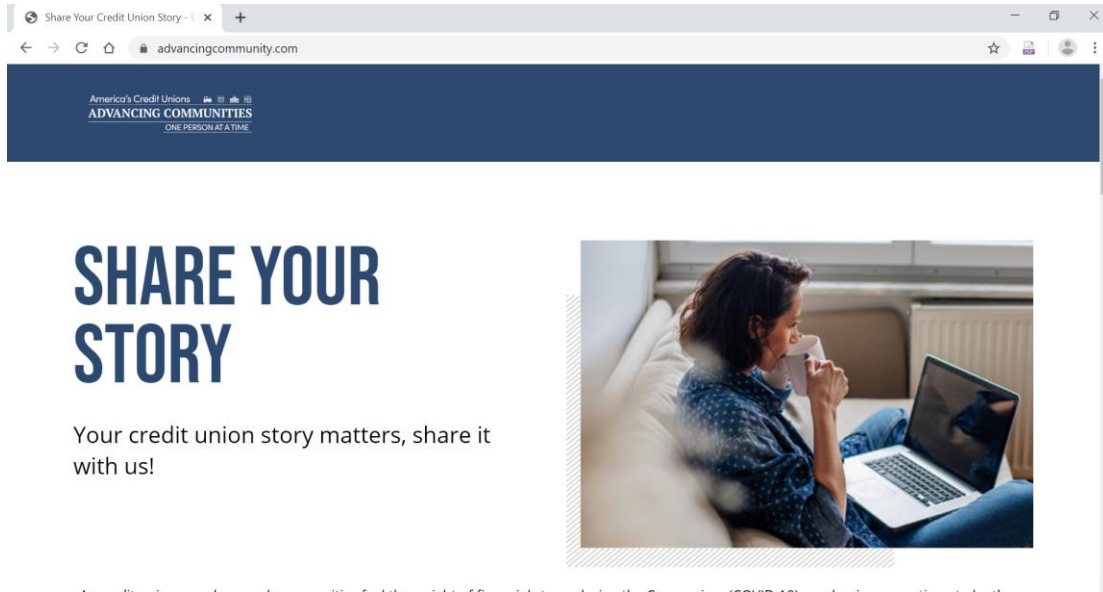 Share Your Credit Union Story - C
advancingcommunity.com
America's Credit Unions
ADVANCING COMMUNITIES
ONE PERSON AT A TIME
SHARE YOUR
STORY
Your credit union story matters, share it
with us!